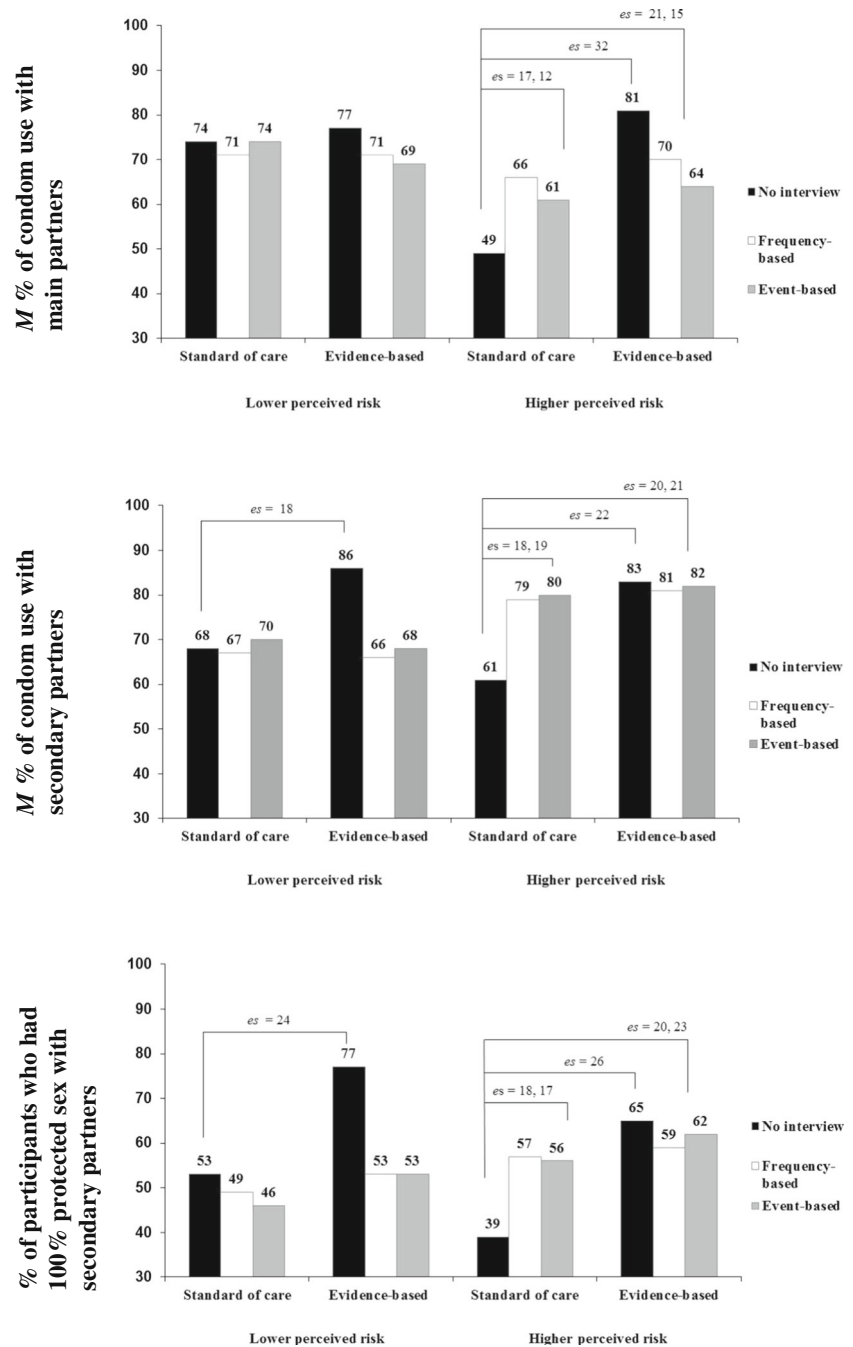 M % of condom use with
main partners
100
90
80
70
60
50
40
30
es = 21, 15
es = 32
es = 17, 12
74
71
74
77
71
69
49
66
61
81
70
64
Standard of care
Evidence-based
Standard of care
Evidence-based
Lower perceived risk
Higher perceived risk
No interview
Frequency-
based
Event-based
M % of condom use with
secondary partners
100
90
80
70
60
50
40
30
es = 18
es = 20, 21
es = 22
es = 18, 19
68
67
70
86
66
68
61
79
80
83
81
82
Standard of care
Evidence-based
Standard of care
Evidence-based
Lower perceived risk
Higher perceived risk
No interview
Frequency-
based
Event-based
% of participants who had
100% protected sex with
secondary partners
100
90
80
70
60
50
40
30
es = 24
es = 20, 23
es = 26
es = 18, 17
53
49
46
77
53
53
39
57
56
65
59
62
Standard of care
Evidence-based
Standard of care
Evidence-based
Lower perceived risk
Higher perceived risk
No interview
Frequency-
based
Event-based